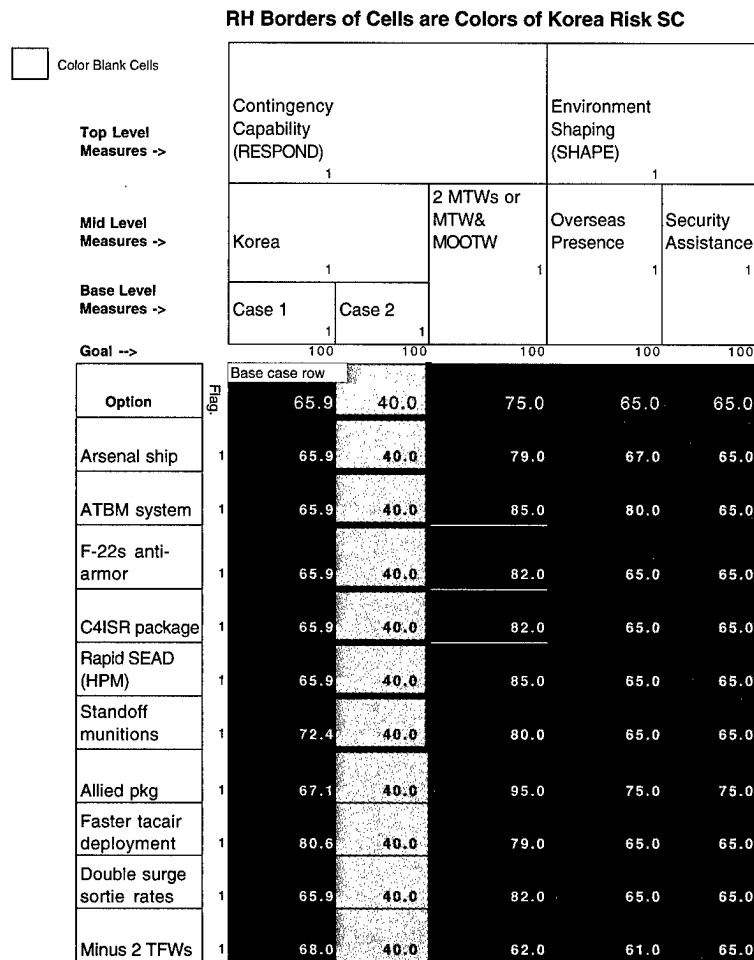 RH Borders of Cells are Colors of Korea Risk SC
Color Blank Cells
Top Level
Measures ->
Contingency
Capability
(RESPOND)
1
Environment
Shaping
(SHAPE)
1
Mid Level
Measures ->
Korea
1
2 MTWs or
MTW&
MOOTW
1
Overseas
Presence
1
Security
Assistance
1
Base Level
Measures ->
Case 1
1
Case 2
1
Goal --> 100 100 100 100 100
Base case row
Option Flag. 65.9 40.0 75.0 65.0 65.0
Arsenal ship 1 65.9 40.0 79.0 67.0 65.0
ATBM system 1 65.9 40.0 85.0 80.0 65.0
F-22s anti-
armor 1 65.9 40.0 82.0 65.0 65.0
C4ISR package 1 65.9 40.0 82.0 65.0 65.0
Rapid SEAD
(HPM) 1 65.9 40.0 85.0 65.0 65.0
Standoff
munitions 1 72.4 40.0 80.0 65.0 65.0
Allied pkg 1 67.1 40.0 95.0 75.0 75.0
Faster tacair
deployment 1 80.6 40.0 79.0 65.0 65.0
Double surge
sortie rates 1 65.9 40.0 82.0 65.0 65.0
Minus 2 TFWs 1 68.0 40.0 62.0 61.0 65.0